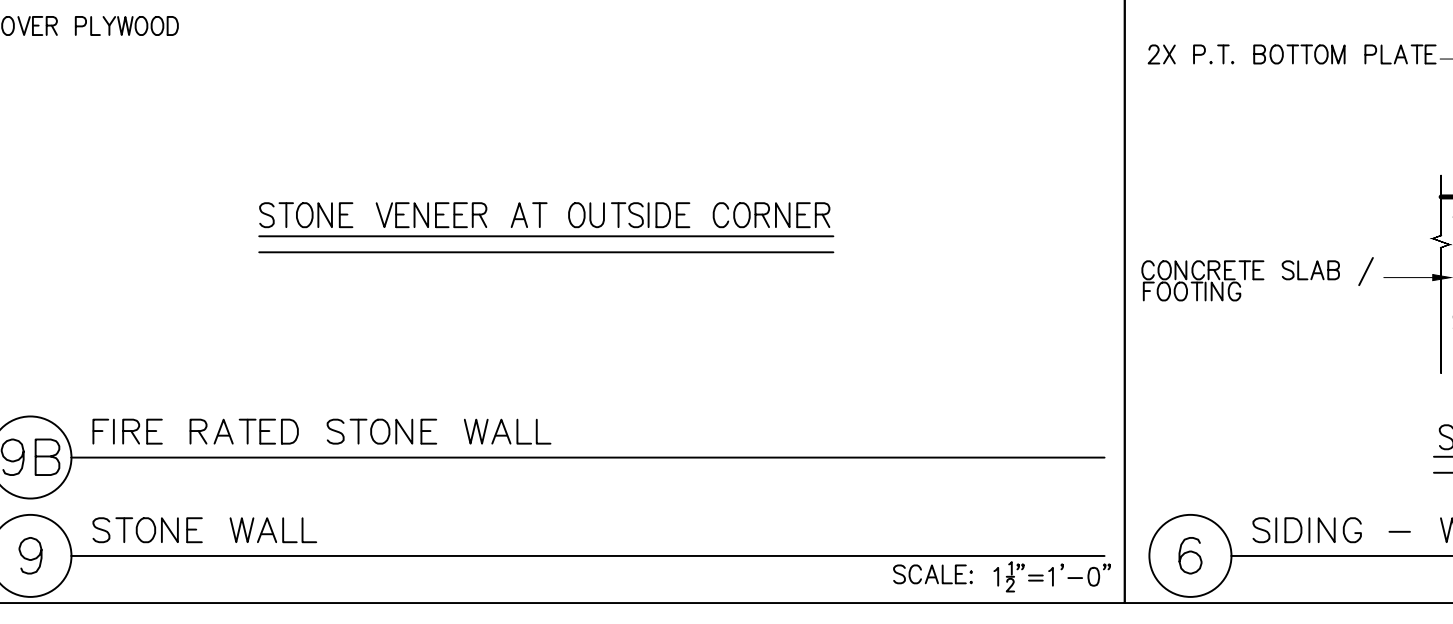 OVER PLYWOOD
STONE VENEER AT OUTSIDE CORNER
9B
FIRE RATED STONE WALL
9
STONE WALL
SCALE: 1½"=1'-0"
2X P.T. BOTTOM PLATE
CONCRETE SLAB /
FOOTING
6
SIDING –